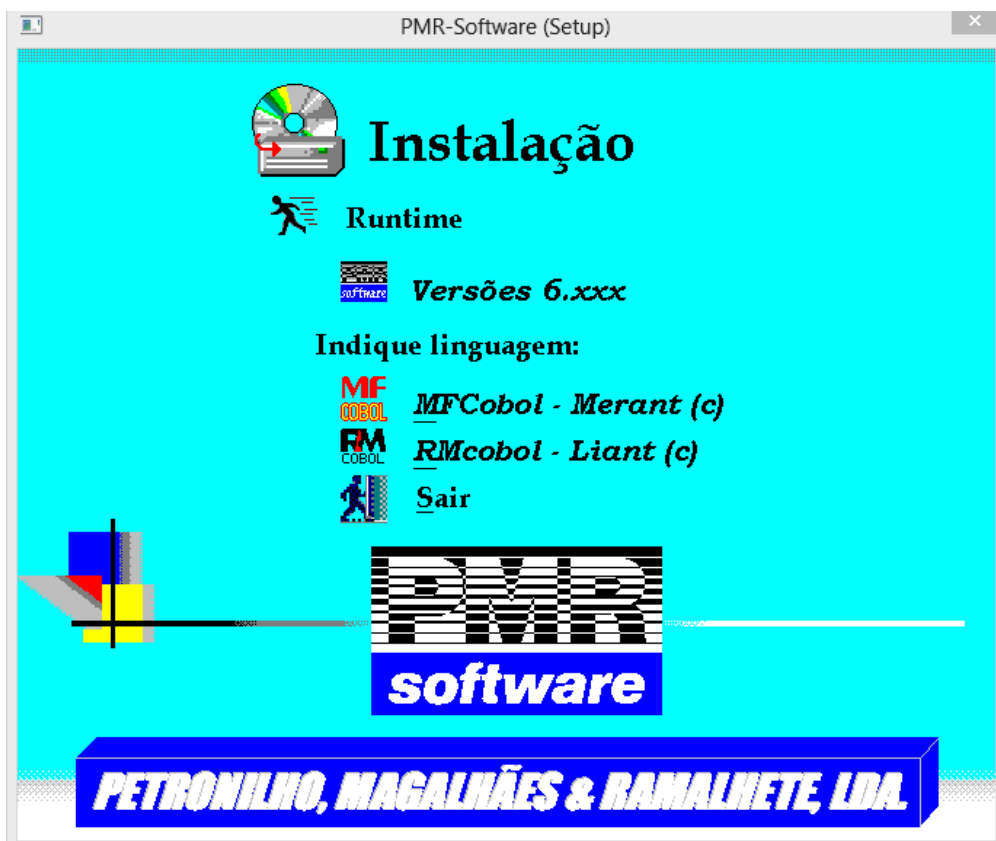 PMR-Software (Setup)
Instalação
Runtime
software
Versões 6.xxx
Indique linguagem:
MF
COBOL
MFCobol - Merant (c)
RM
COBOL
RMcobol - Liant (c)
Sair
PMR
software
PETRONILHO, MAGALHÃES & RAMALHETE, LDA.